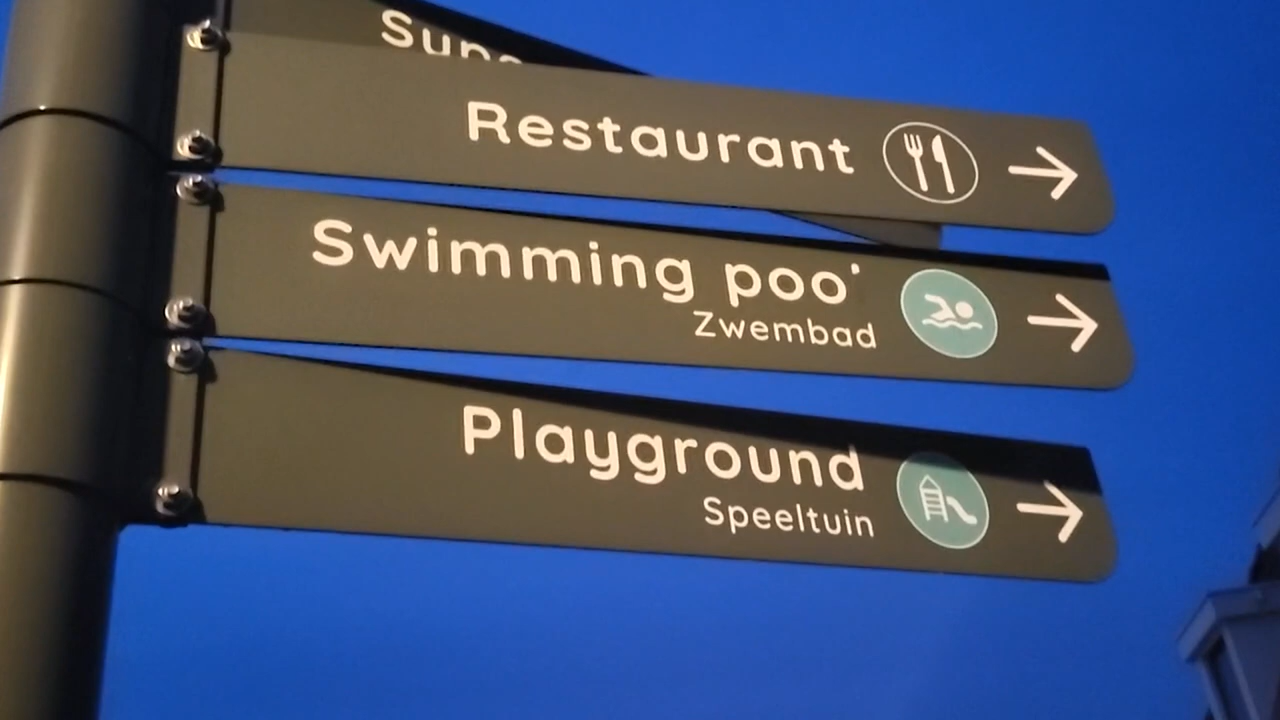 Restaurant
Swimming poo'
Zwembad
Playground
Speeltuin